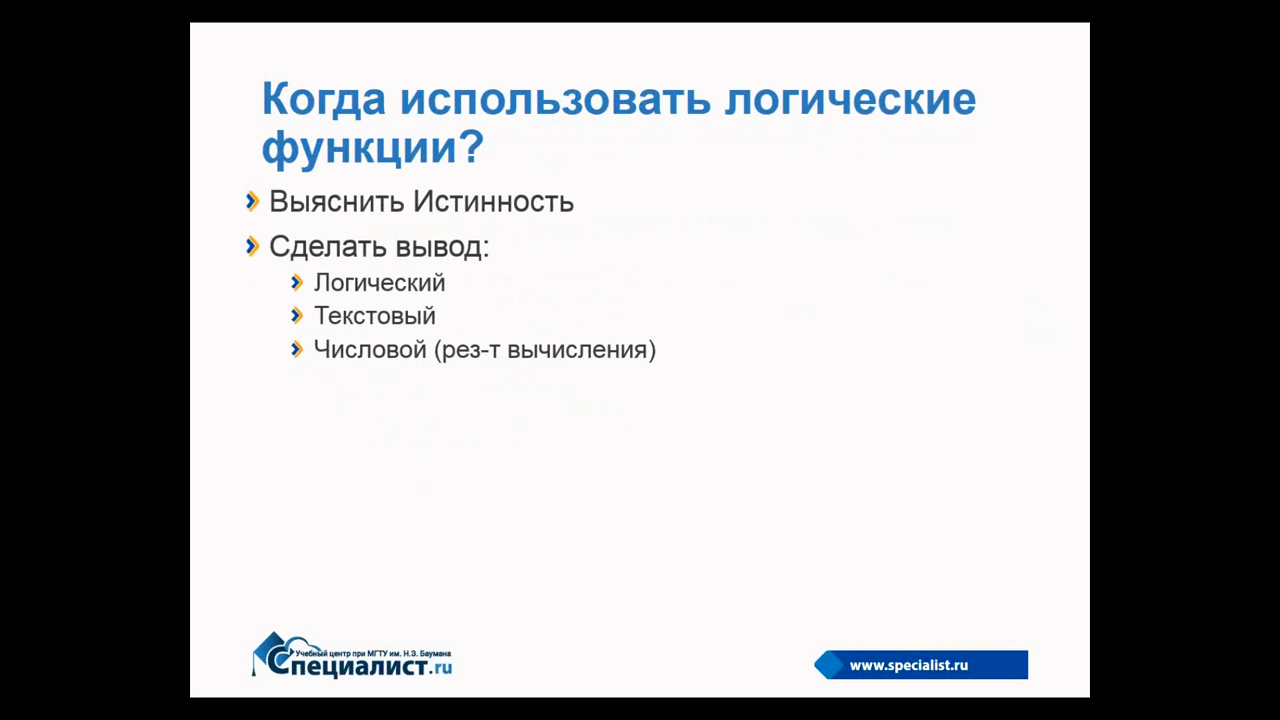 Когда использовать логические
функции?
Выяснить Истинность
Сделать вывод:
Логический
Текстовый
Числовой (рез-т вычисления)
Учебный центр при МГТУ им. Н.Э. Баумана
Специалист.ru
www.specialist.ru